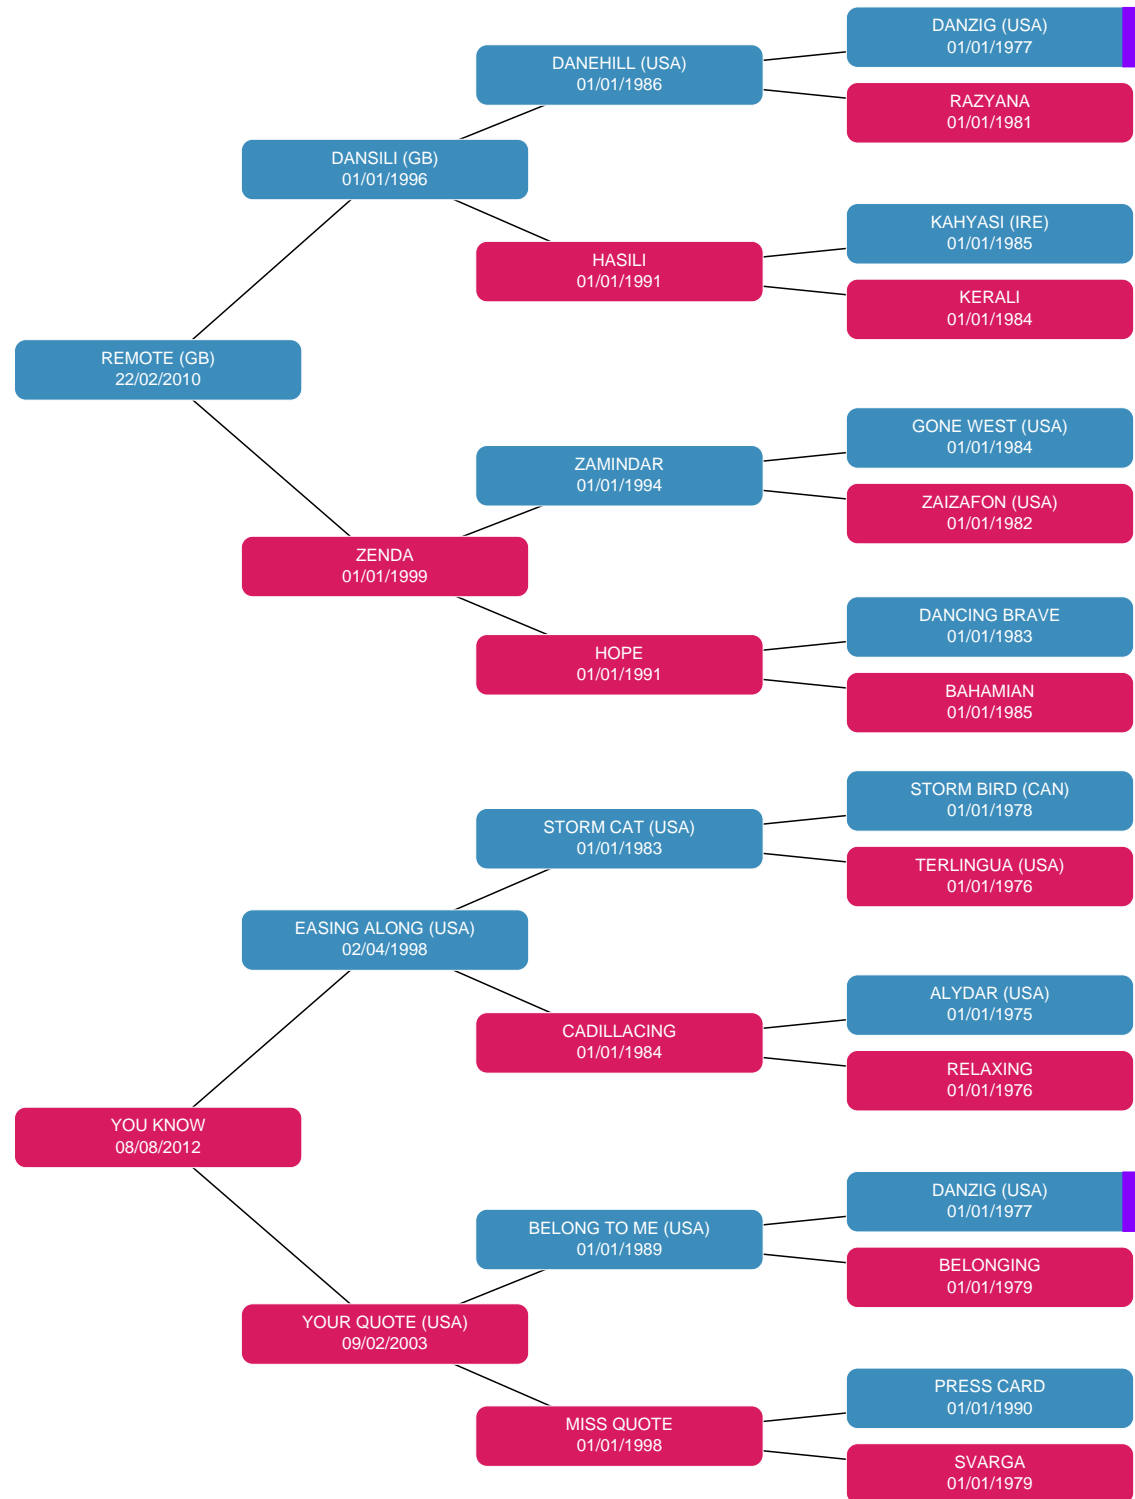 DANZIG (USA)
01/01/1977
DANEHILL (USA)
01/01/1986
RAZYANA
01/01/1981
DANSILI (GB)
01/01/1996
KAHYASI (IRE)
01/01/1985
HASILI
01/01/1991
KERALI
01/01/1984
REMOTE (GB)
22/02/2010
GONE WEST (USA)
01/01/1984
ZAMINDAR
01/01/1994
ZAIZAFON (USA)
01/01/1982
ZENDA
01/01/1999
DANCING BRAVE
01/01/1983
HOPE
01/01/1991
BAHAMIAN
01/01/1985
STORM BIRD (CAN)
01/01/1978
STORM CAT (USA)
01/01/1983
TERLINGUA (USA)
01/01/1976
EASING ALONG (USA)
02/04/1998
ALYDAR (USA)
01/01/1975
CADILLACING
01/01/1984
RELAXING
01/01/1976
YOU KNOW
08/08/2012
DANZIG (USA)
01/01/1977
BELONG TO ME (USA)
01/01/1989
BELONGING
01/01/1979
YOUR QUOTE (USA)
09/02/2003
PRESS CARD
01/01/1990
MISS QUOTE
01/01/1998
SVARGA
01/01/1979